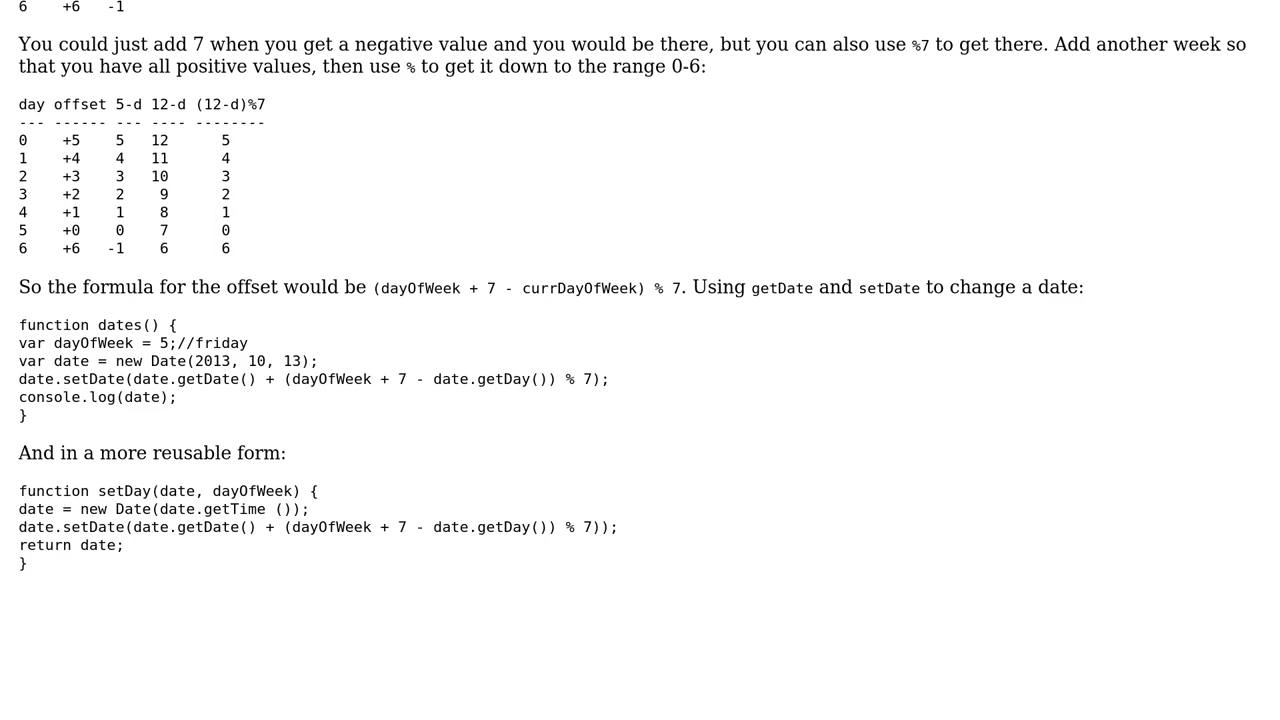 6    +6   -1
You could just add 7 when you get a negative value and you would be there, but you can also use %7 to get there. Add another week so
that you have all positive values, then use % to get it down to the range 0-6:
day offset 5-d 12-d (12-d)%7
--- ------ --- ---- --------
0    +5    5   12      5
1    +4    4   11      4
2    +3    3   10      3
3    +2    2    9      2
4    +1    1    8      1
5    +0    0    7      0
6    +6   -1    6      6
So the formula for the offset would be (dayOfWeek + 7 - currDayOfWeek) % 7. Using getDate and setDate to change a date:
function dates() {
var dayOfWeek = 5;//friday
var date = new Date(2013, 10, 13);
date.setDate(date.getDate() + (dayOfWeek + 7 - date.getDay()) % 7);
console.log(date);
}
And in a more reusable form:
function setDay(date, dayOfWeek) {
date = new Date(date.getTime ());
date.setDate(date.getDate() + (dayOfWeek + 7 - date.getDay()) % 7));
return date;
}